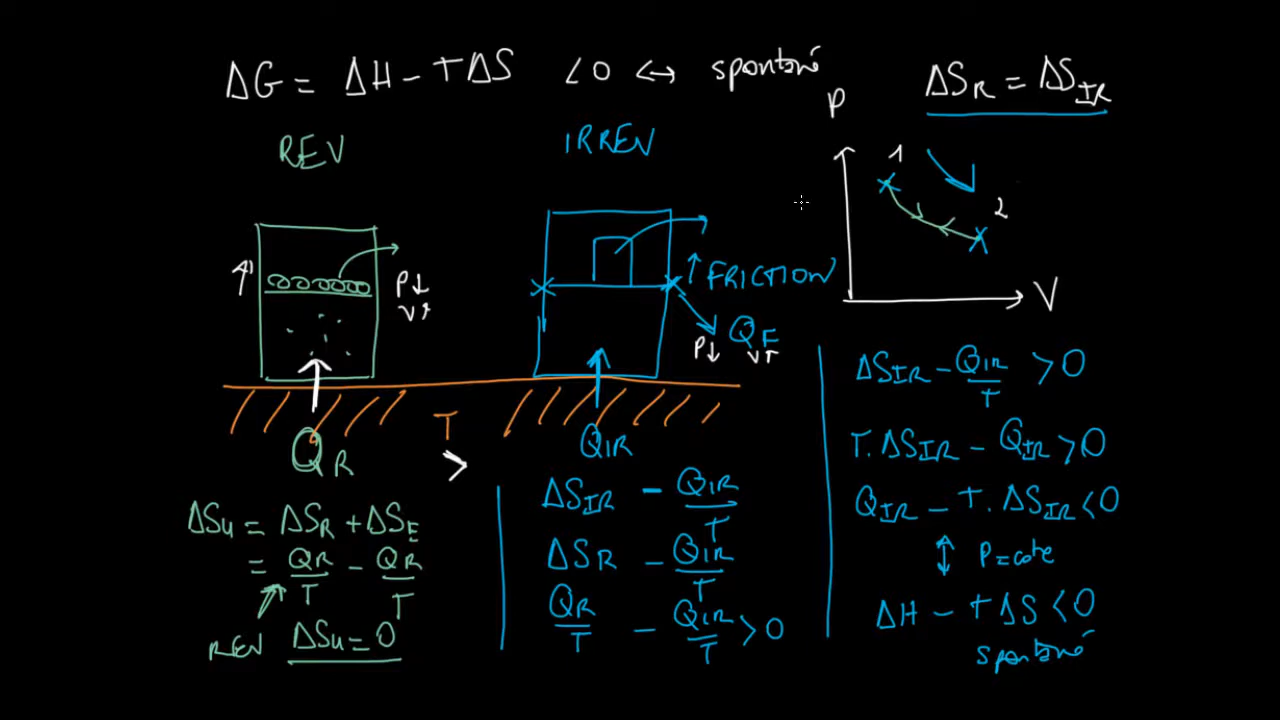 ΔG = ΔH - TΔS < 0 ↔ spontané
ΔS_R = ΔS_IR
REV
IRREV
P
1
2
V
P↓
V↑
FRICTION
Q_F
P↓ V↑
T
Q_R
>
Q_IR
ΔSu = ΔS_R + ΔS_E
= Q_R/T - Q_R/T
REV ΔSu = 0
ΔS_IR - Q_IR/T
ΔS_R - Q_IR/T
Q_R/T - Q_IR/T > 0
ΔS_IR - Q_IR/T > 0
T.ΔS_IR - Q_IR > 0
Q_IR - T.ΔS_IR < 0
↕ P=cste
ΔH - TΔS < 0
spontané